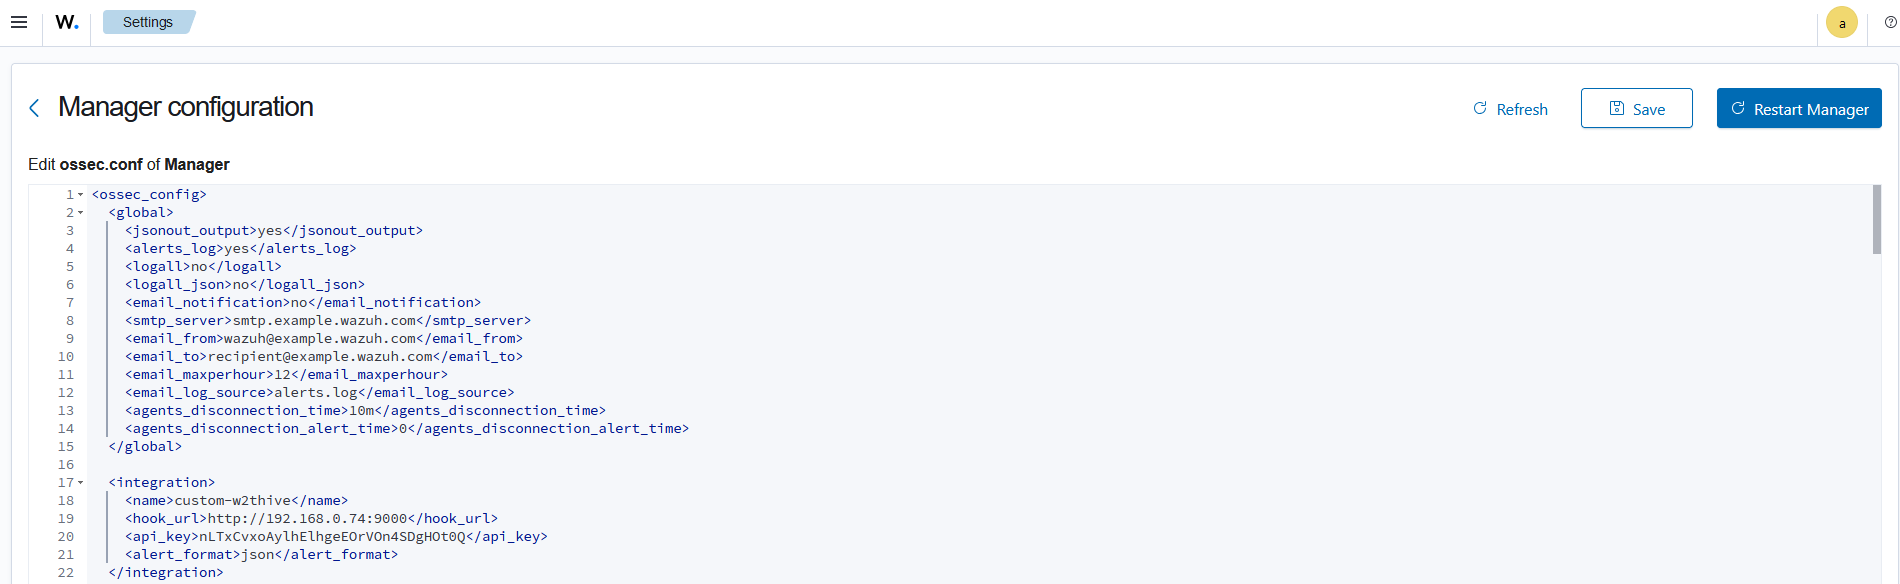 W. Settings a
Manager configuration Refresh Save Restart Manager
Edit ossec.conf of Manager
1 <ossec_config>
2 <global>
3 <jsonout_output>yes</jsonout_output>
4 <alerts_log>yes</alerts_log>
5 <logall>no</logall>
6 <logall_json>no</logall_json>
7 <email_notification>no</email_notification>
8 <smtp_server>smtp.example.wazuh.com</smtp_server>
9 <email_from>wazuh@example.wazuh.com</email_from>
10 <email_to>recipient@example.wazuh.com</email_to>
11 <email_maxperhour>12</email_maxperhour>
12 <email_log_source>alerts.log</email_log_source>
13 <agents_disconnection_time>10m</agents_disconnection_time>
14 <agents_disconnection_alert_time>0</agents_disconnection_alert_time>
15 </global>
16
17 <integration>
18 <name>custom-w2thive</name>
19 <hook_url>http://192.168.0.74:9000</hook_url>
20 <api_key>nLTxCvxoAylhElhgeEOrVOn4SDgHOt0Q</api_key>
21 <alert_format>json</alert_format>
22 </integration>